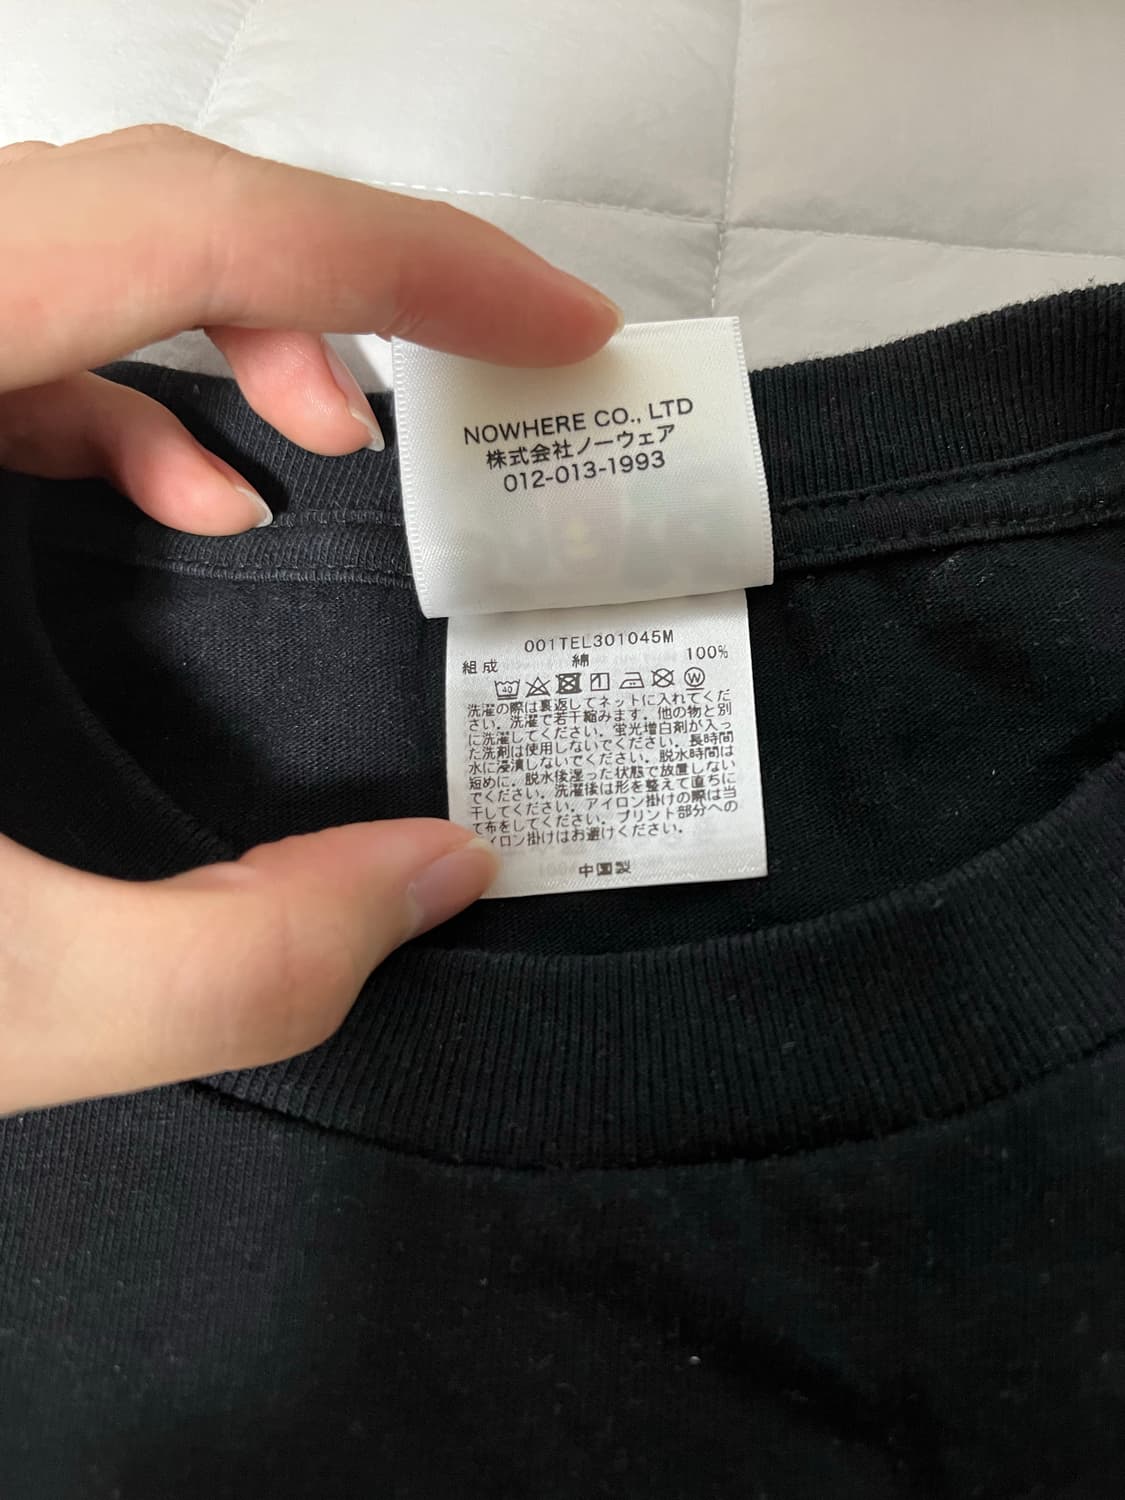 NOWHERE CO., LTD
株式会社ノーウェア
012-013-1993
001TEL301045M
組成 綿 100%
40
W
洗濯の際は裏返してネットに入れてくだ
さい。洗濯で若干縮みます。他の物と別
に洗濯してください。蛍光増白剤が入っ
た洗剤は使用しないでください。長時間
水に浸漬しないでください。脱水時間は
短めに。脱水後湿った状態で放置しない
でください。洗濯後は形を整えて直ちに
干してください。アイロン掛けの際は当
て布をしてください。プリント部分への
イロン掛けはお避けください。
中国製